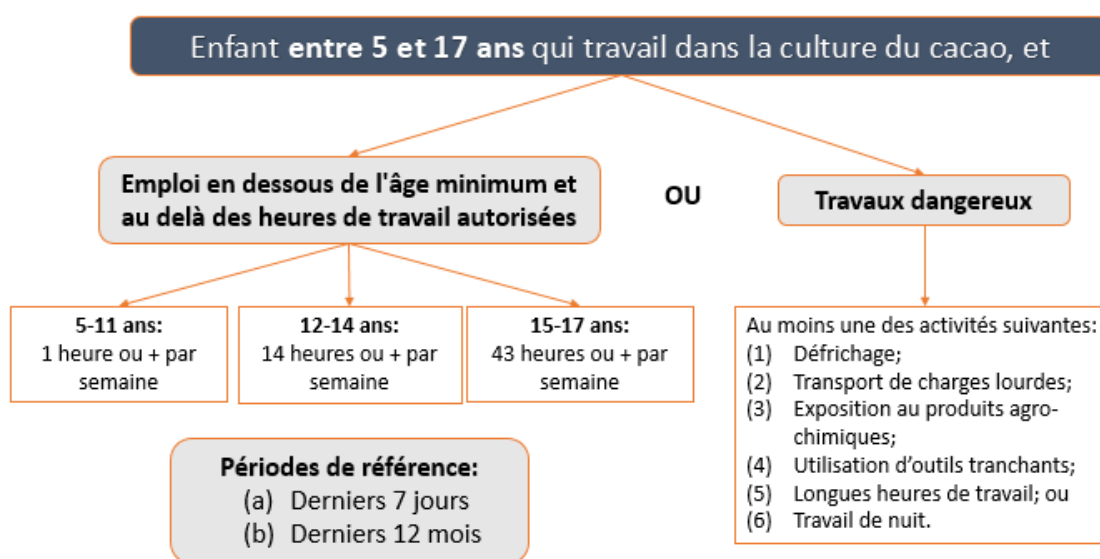 Enfant entre 5 et 17 ans qui travail dans la culture du cacao, et
Emploi en dessous de l'âge minimum et
au delà des heures de travail autorisées
OU
Travaux dangereux
5-11 ans:
1 heure ou + par
semaine
12-14 ans:
14 heures ou + par
semaine
15-17 ans:
43 heures ou + par
semaine
Au moins une des activités suivantes:
(1) Défrichage;
(2) Transport de charges lourdes;
(3) Exposition au produits agro-
chimiques;
(4) Utilisation d'outils tranchants;
(5) Longues heures de travail; ou
(6) Travail de nuit.
Périodes de référence:
(a) Derniers 7 jours
(b) Derniers 12 mois